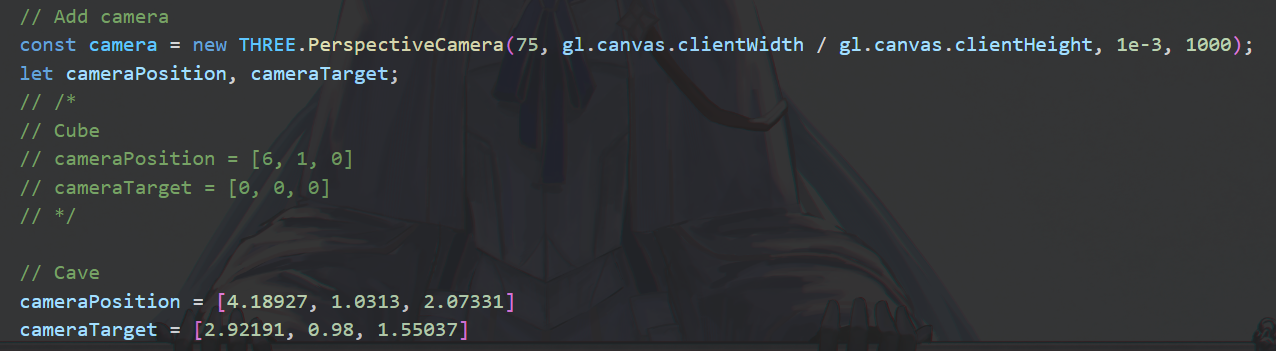 // Add camera
const camera = new THREE.PerspectiveCamera(75, gl.canvas.clientWidth / gl.canvas.clientHeight, 1e-3, 1000);
let cameraPosition, cameraTarget;
// /*
// Cube
// cameraPosition = [6, 1, 0]
// cameraTarget = [0, 0, 0]
// */
// Cave
cameraPosition = [4.18927, 1.0313, 2.07331]
cameraTarget = [2.92191, 0.98, 1.55037]